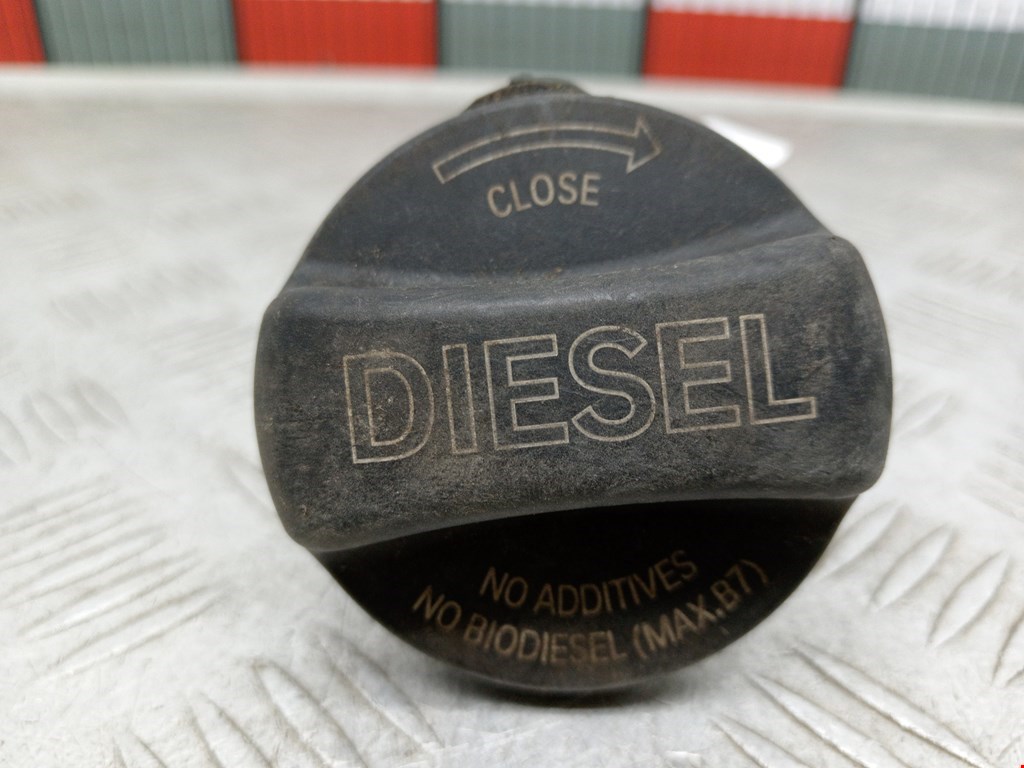 CLOSE
DIESEL
NO ADDITIVES
NO BIODIESEL (MAX.B7)